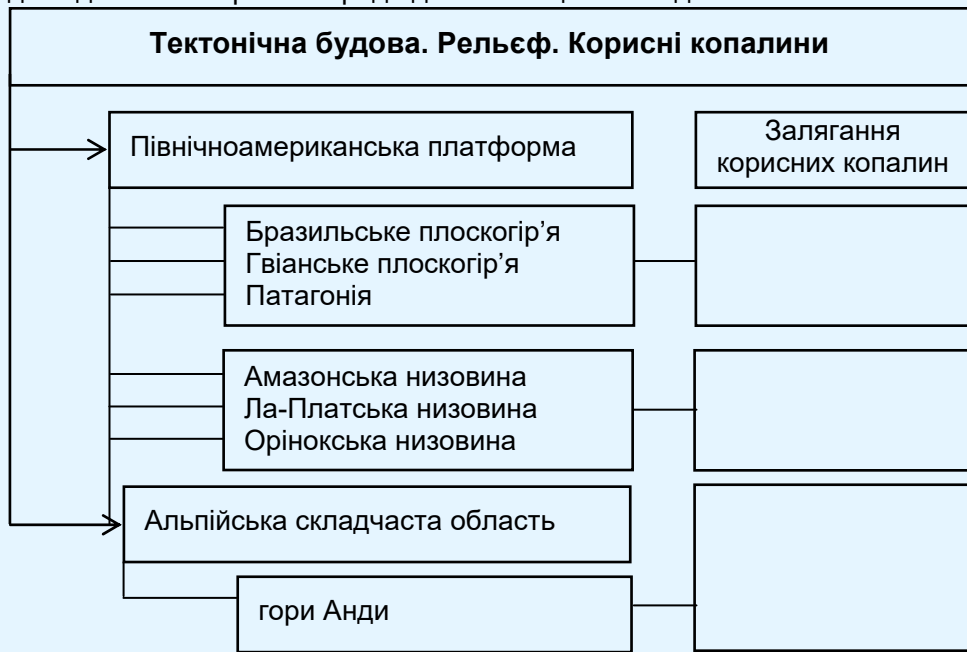 Тектонічна будова. Рельєф. Корисні копалини
Північноамериканська платформа
Залягання
корисних копалин
Бразильське плоскогір’я
Гвіанське плоскогір’я
Патагонія
Амазонська низовина
Ла-Платська низовина
Орінокська низовина
Альпійська складчаста область
гори Анди